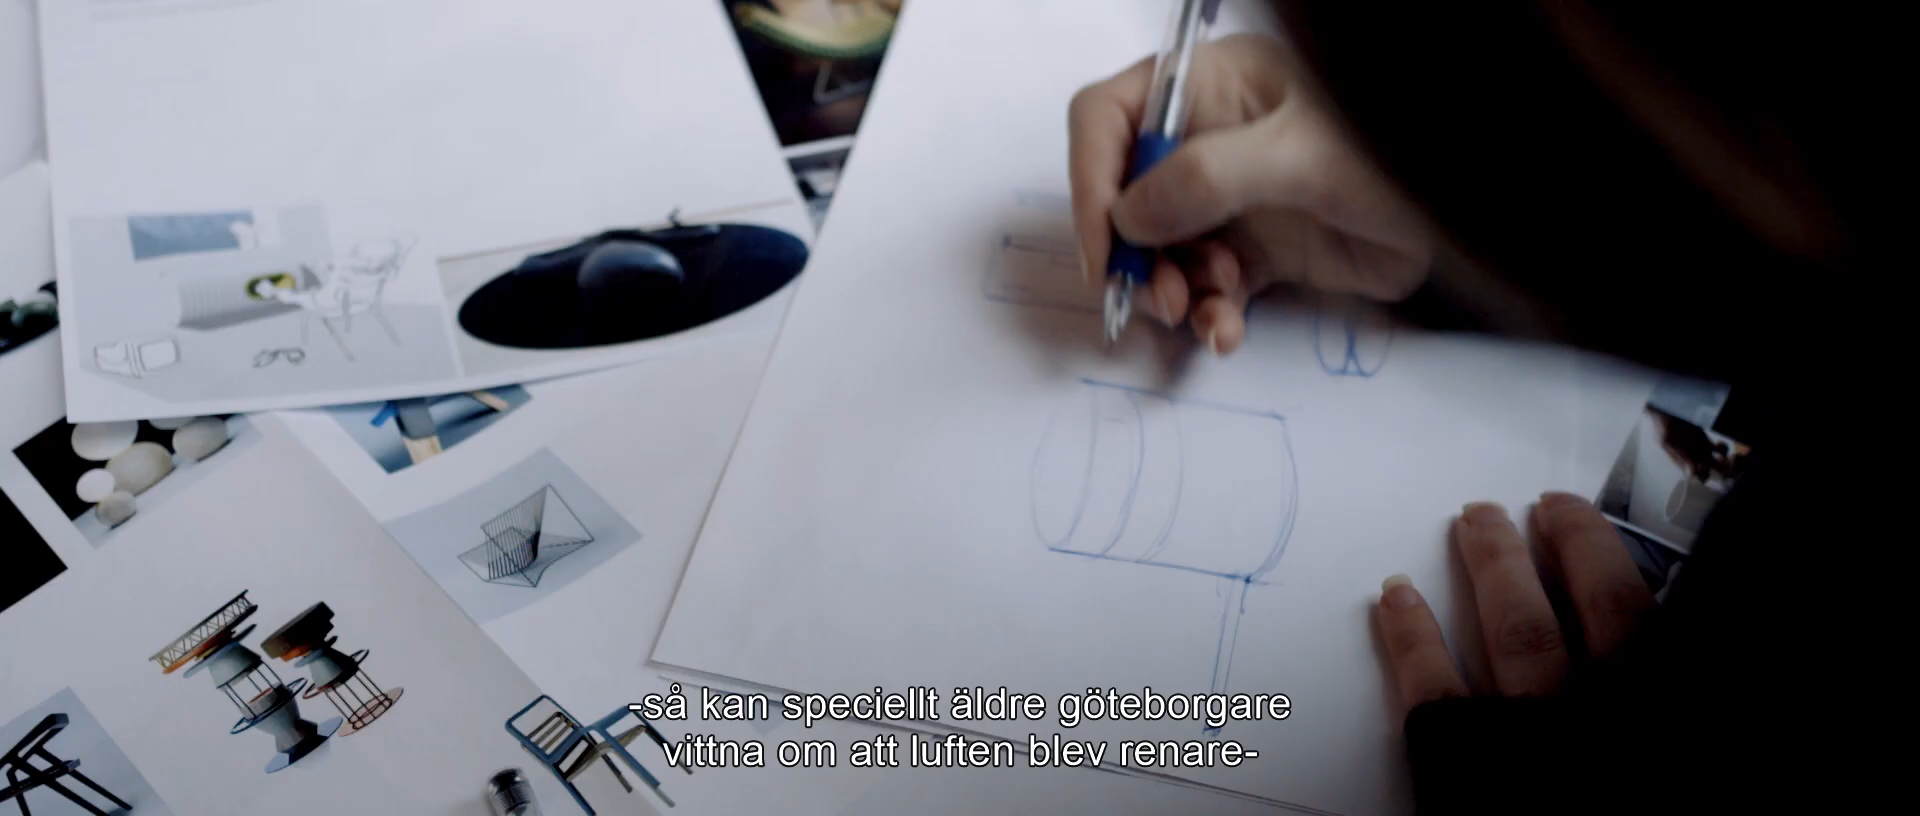 -så kan speciellt äldre göteborgare
vittna om att luften blev renare-